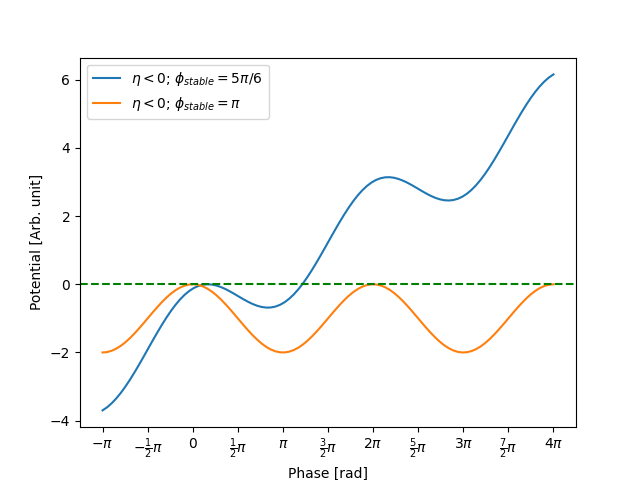 η < 0; ϕ_stable = 5π/6
η < 0; ϕ_stable = π
Potential [Arb. unit]
6
4
2
0
−2
−4
−π
−1/2π
0
1/2π
π
3/2π
2π
5/2π
3π
7/2π
4π
Phase [rad]